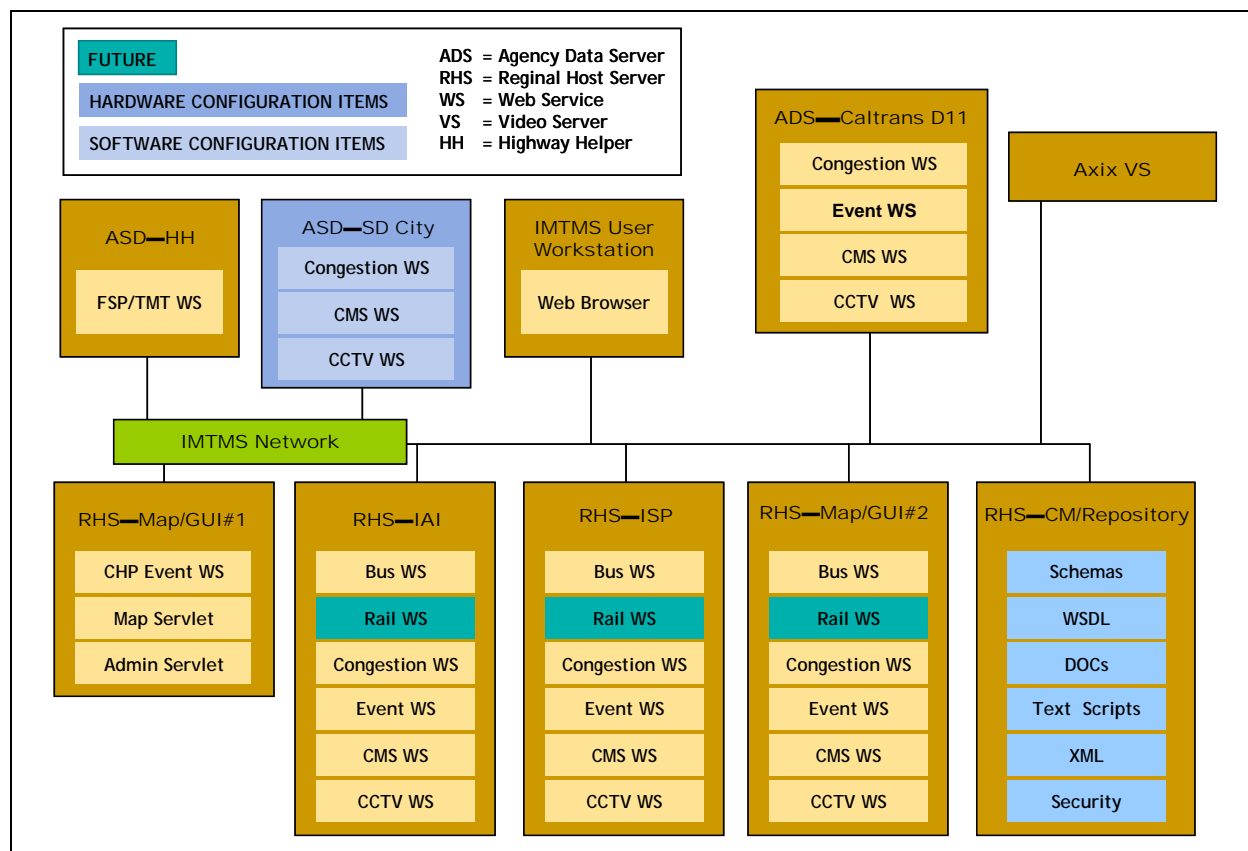 FUTURE
HARDWARE CONFIGURATION ITEMS
SOFTWARE CONFIGURATION ITEMS
ADS = Agency Data Server
RHS = Reginal Host Server
WS = Web Service
VS = Video Server
HH = Highway Helper
ASD—HH
FSP/TMT WS
ASD—SD City
Congestion WS
CMS WS
CCTV WS
IMTMS User
Workstation
Web Browser
ADS—Caltrans D11
Congestion WS
Event WS
CMS WS
CCTV WS
Axix VS
IMTMS Network
RHS—Map/GUI#1
CHP Event WS
Map Servlet
Admin Servlet
RHS—IAI
Bus WS
Rail WS
Congestion WS
Event WS
CMS WS
CCTV WS
RHS—ISP
Bus WS
Rail WS
Congestion WS
Event WS
CMS WS
CCTV WS
RHS—Map/GUI#2
Bus WS
Rail WS
Congestion WS
Event WS
CMS WS
CCTV WS
RHS—CM/Repository
Schemas
WSDL
DOCs
Text Scripts
XML
Security